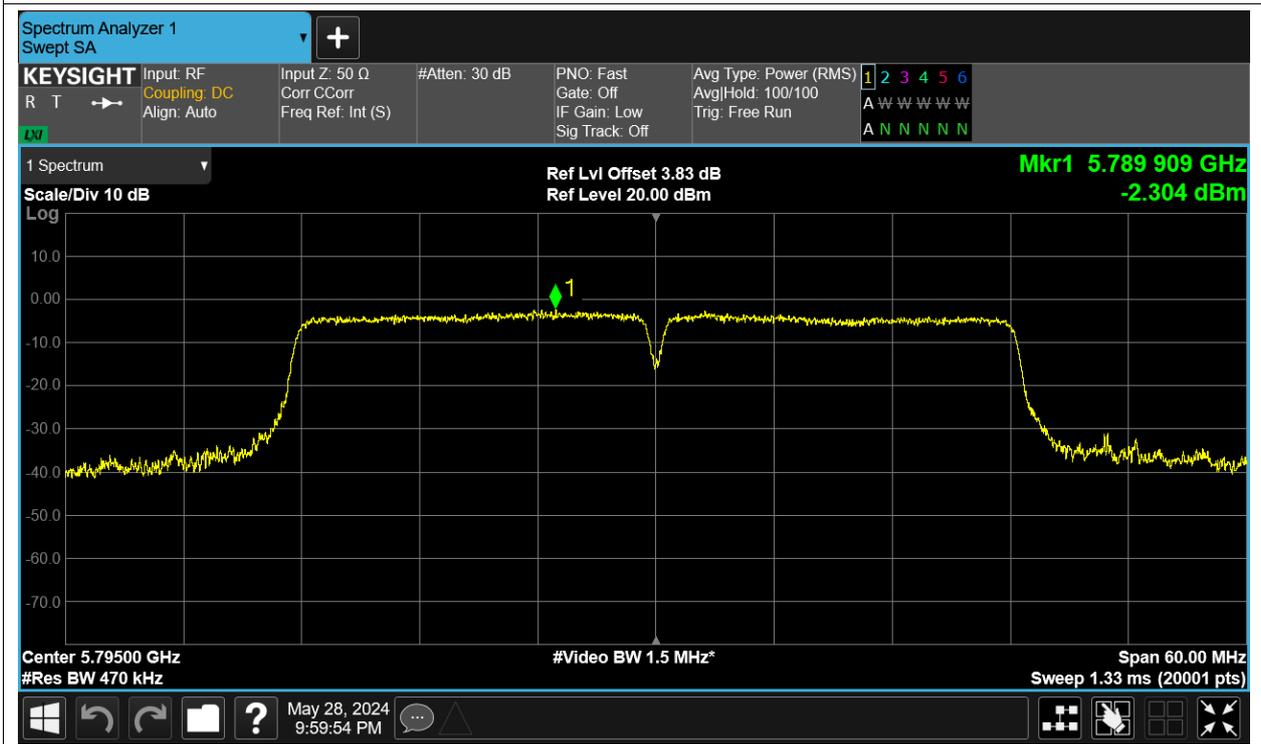 Spectrum Analyzer 1
Swept SA
+
KEYSIGHT
R T
LXI
Input: RF
Coupling: DC
Align: Auto
Input Z: 50 Ω
Corr CCorr
Freq Ref: Int (S)
#Atten: 30 dB
PNO: Fast
Gate: Off
IF Gain: Low
Sig Track: Off
Avg Type: Power (RMS)
Avg|Hold: 100/100
Trig: Free Run
1 2 3 4 5 6
A W W W W W
A N N N N N
1 Spectrum
Scale/Div 10 dB
Ref Lvl Offset 3.83 dB
Ref Level 20.00 dBm
Mkr1 5.789 909 GHz
-2.304 dBm
Log
10.0
0.00
-10.0
-20.0
-30.0
-40.0
-50.0
-60.0
-70.0
1
Center 5.79500 GHz
#Res BW 470 kHz
#Video BW 1.5 MHz*
Span 60.00 MHz
Sweep 1.33 ms (20001 pts)
?
May 28, 2024
9:59:54 PM